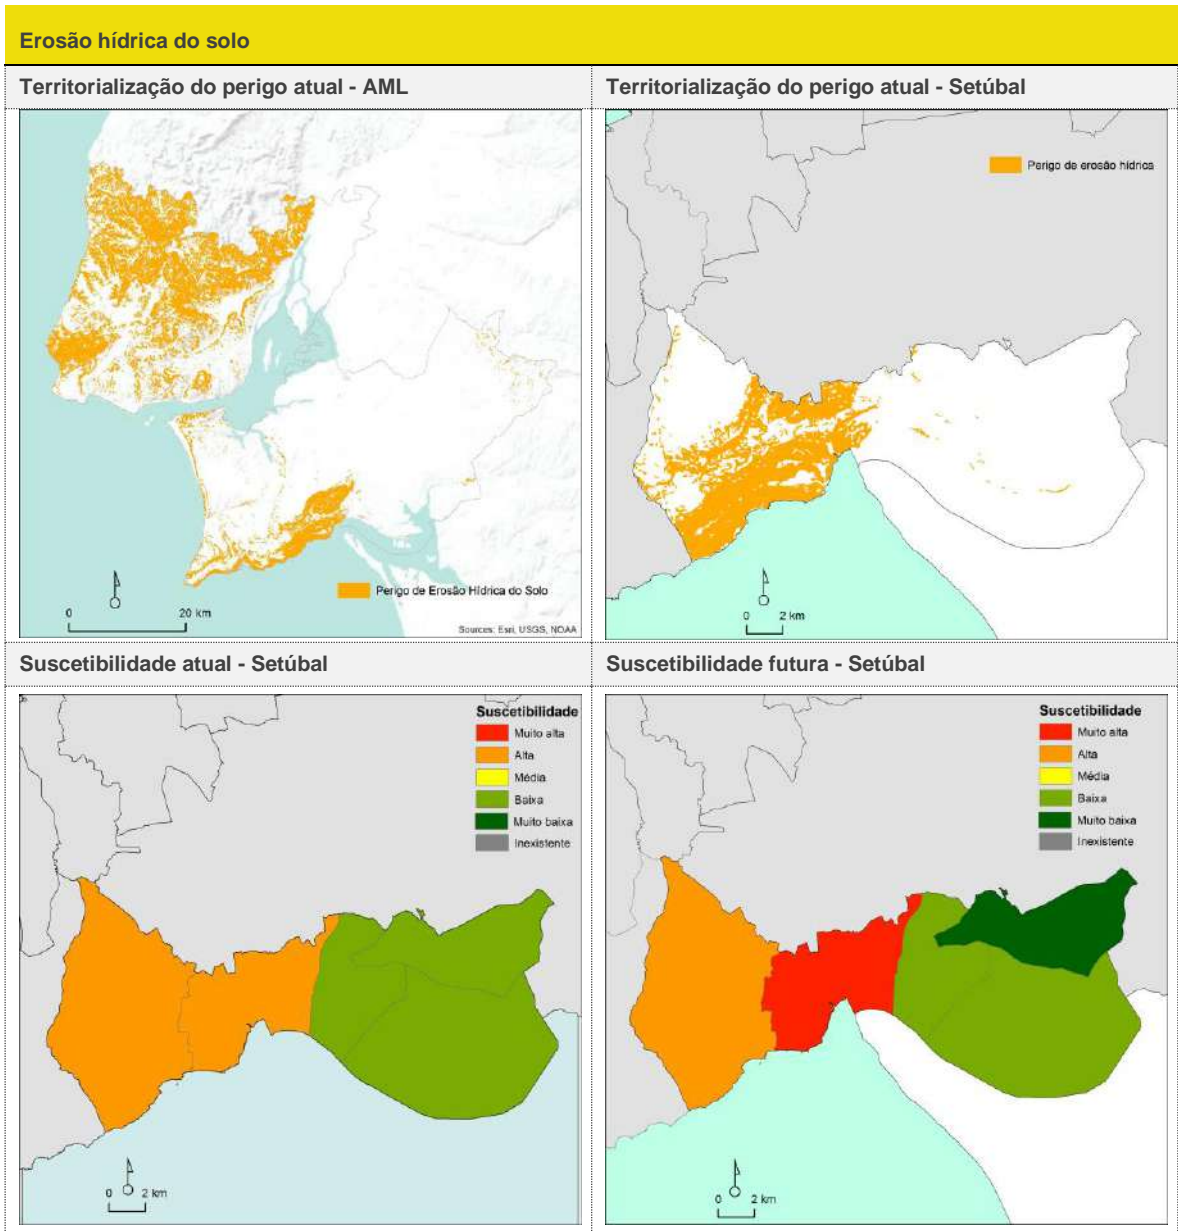 Erosão hídrica do solo
Territorialização do perigo atual - AML
Territorialização do perigo atual - Setúbal
Perigo de Erosão Hídrica do Solo
0 20 km
Sources: Esri, USGS, NOAA
Perigo de erosão hídrica
0 2 km
Suscetibilidade atual - Setúbal
Suscetibilidade futura - Setúbal
Suscetibilidade
Muito alta
Alta
Média
Baixa
Muito baixa
Inexistente
0 2 km
Suscetibilidade
Muito alta
Alta
Média
Baixa
Muito baixa
Inexistente
0 2 km